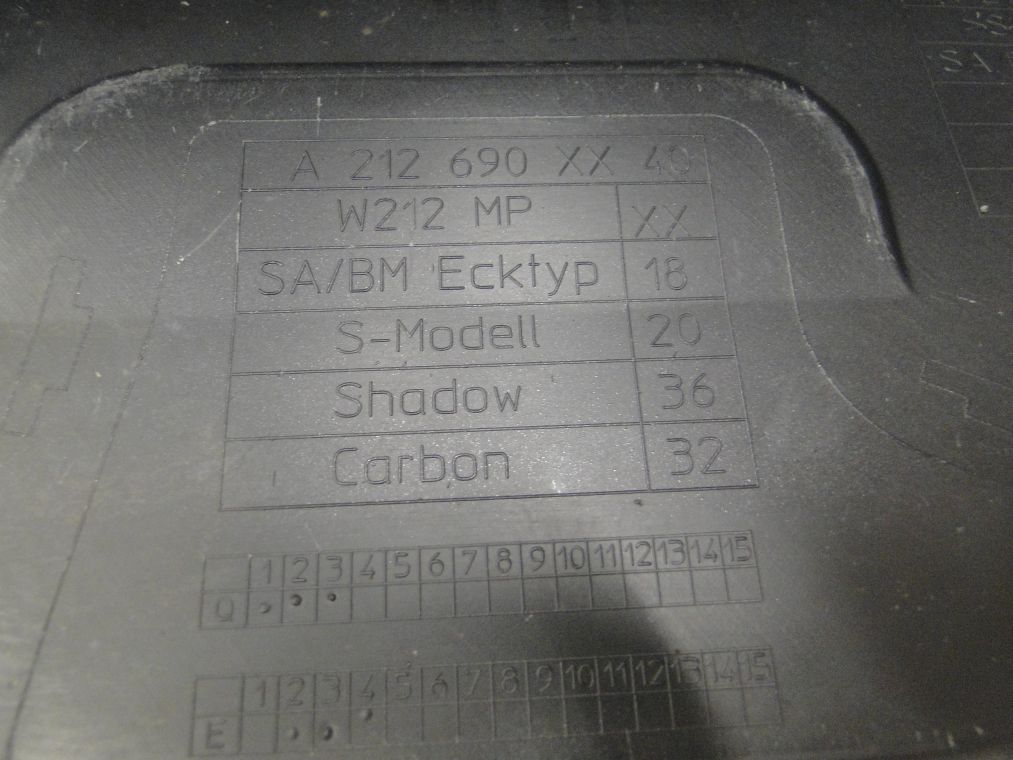 SA
A 212 690 XX 40
W212 MP XX
SA/BM Ecktyp 18
S-Modell 20
Shadow 36
Carbon 32
1 2 3 4 5 6 7 8 9 10 11 12 13 14 15
Q
1 2 3 4 5 6 7 8 9 10 11 12 13 14 15
E